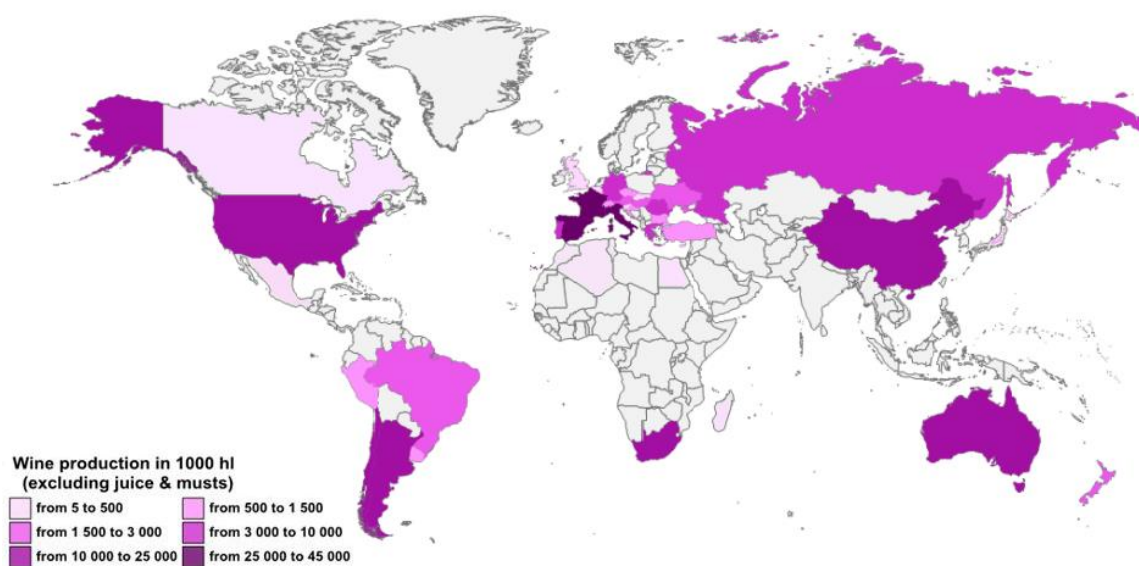 Wine production in 1000 hl
(excluding juice & musts)
from 5 to 500 from 500 to 1 500
from 1 500 to 3 000 from 3 000 to 10 000
from 10 000 to 25 000 from 25 000 to 45 000